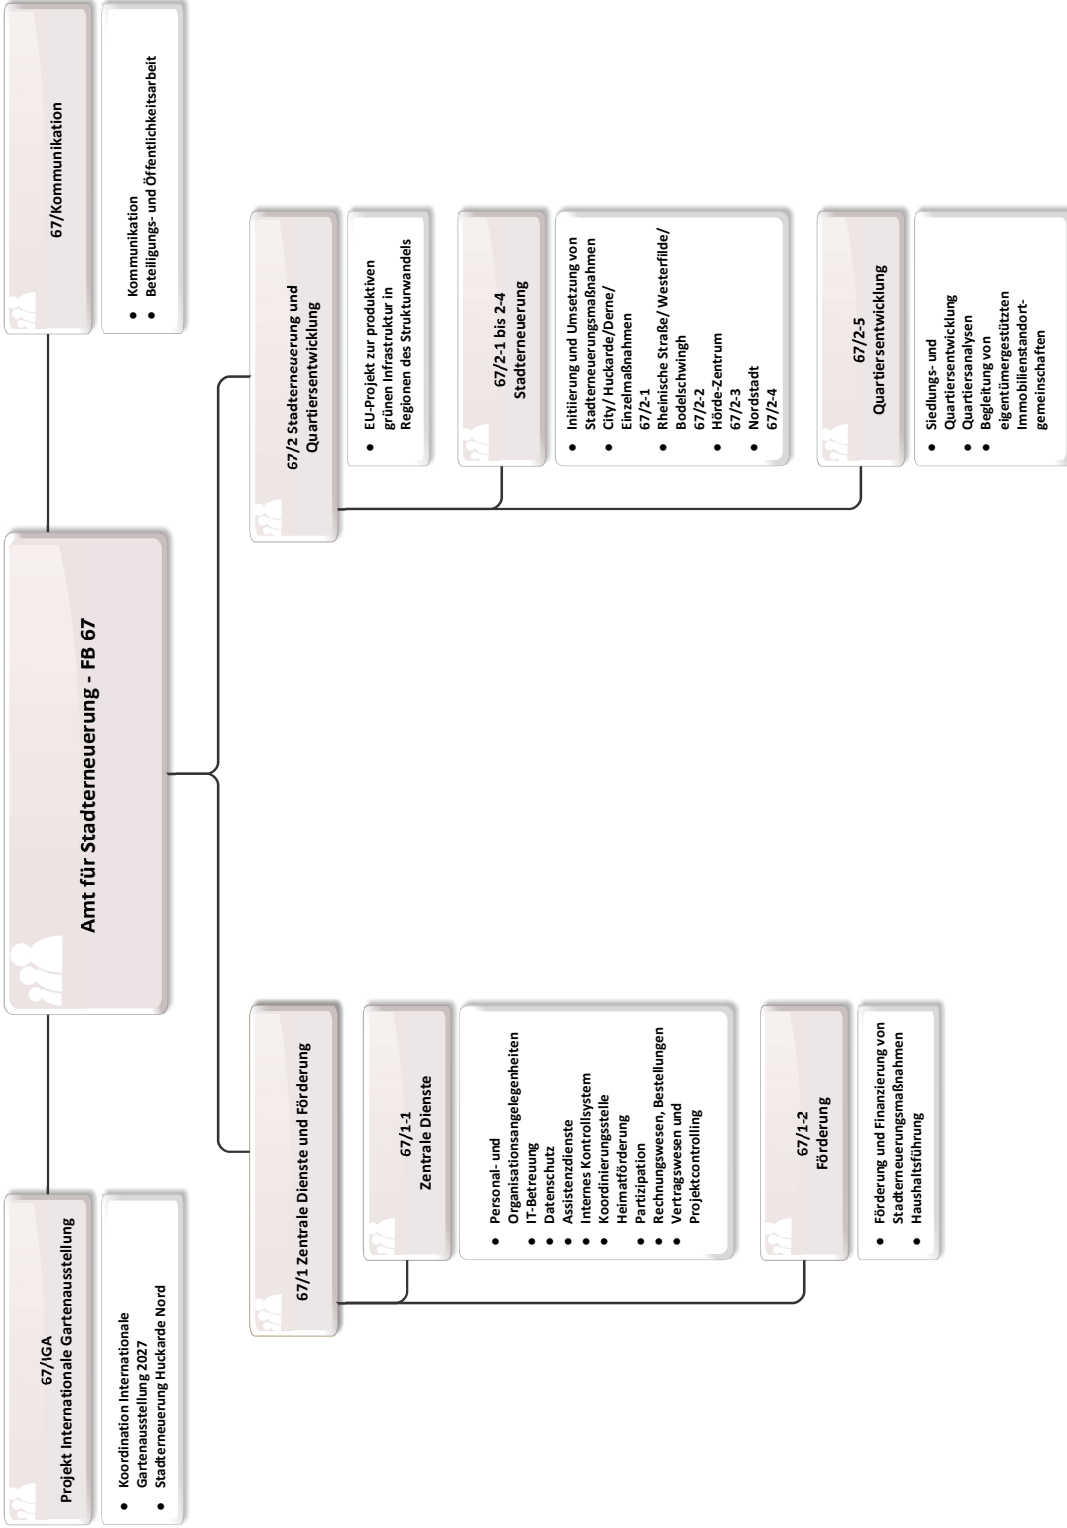 Amt für Stadterneuerung - FB 67
67/IGA
Projekt Internationale Gartenausstellung
• Koordination Internationale
Gartenausstellung 2027
• Stadterneuerung Huckarde Nord
67/Kommunikation
• Kommunikation
• Beteiligungs- und Öffentlichkeitsarbeit
67/1 Zentrale Dienste und Förderung
67/1-1
Zentrale Dienste
• Personal- und
Organisationsangelegenheiten
• IT-Betreuung
• Datenschutz
• Assistenzdienste
• Internes Kontrollsystem
• Koordinierungsstelle
Heimatförderung
• Partizipation
• Rechnungswesen, Bestellungen
• Vertragswesen und
Projektcontrolling
67/1-2
Förderung
• Förderung und Finanzierung von
Stadterneuerungsmaßnahmen
• Haushaltsführung
67/2 Stadterneuerung und
Quartiersentwicklung
• EU-Projekt zur produktiven
grünen Infrastruktur in
Regionen des Strukturwandels
67/2-1 bis 2-4
Stadterneuerung
• Initiierung und Umsetzung von
Stadterneuerungsmaßnahmen
• City/ Huckarde/Derne/
Einzelmaßnahmen
67/2-1
• Rheinische Straße/ Westerfilde/
Bodelschwingh
67/2-2
• Hörde-Zentrum
67/2-3
• Nordstadt
67/2-4
67/2-5
Quartiersentwicklung
• Siedlungs- und
Quartiersentwicklung
• Quartiersanalysen
• Begleitung von
eigentümergestützten
Immobilienstandort-
gemeinschaften